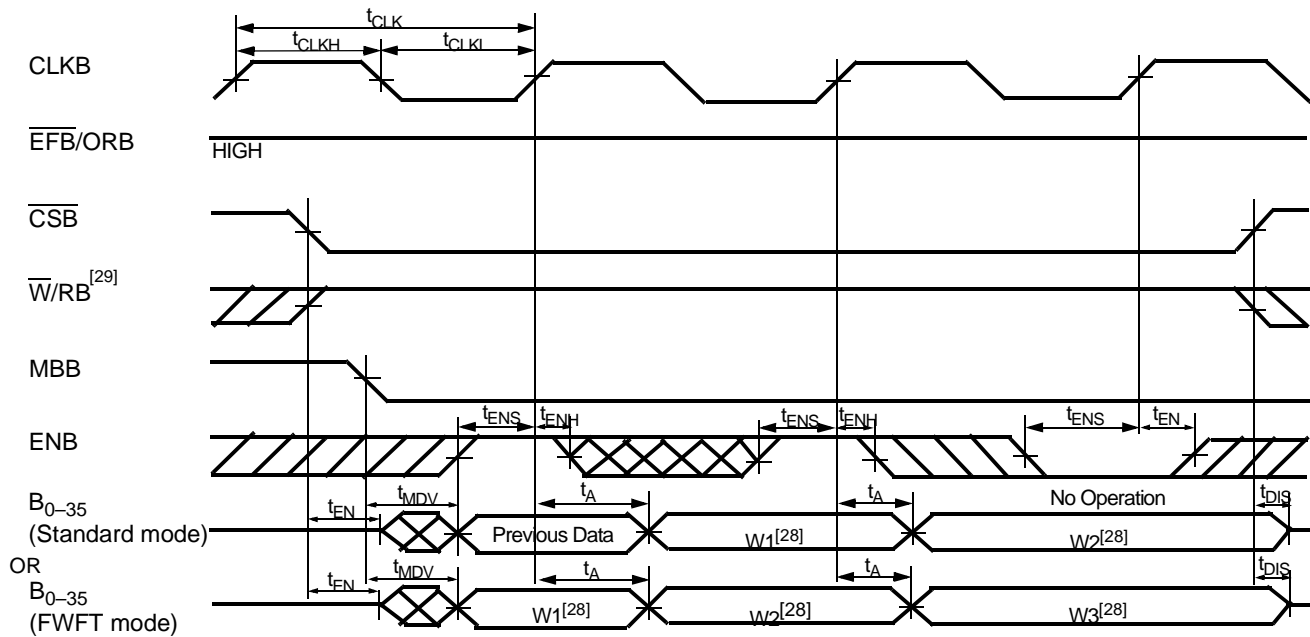 tCLK
tCLKH tCLKL
CLKB
EFB/ORB
HIGH
CSB
W/RB[29]
MBB
tENS tENH tENS tENH tENS tEN
ENB
B0–35
(Standard mode)
tEN tMDV tA tA No Operation tDIS
Previous Data W1[28] W2[28]
OR
B0–35
(FWFT mode)
tEN tMDV tA tA tDIS
W1[28] W2[28] W3[28]